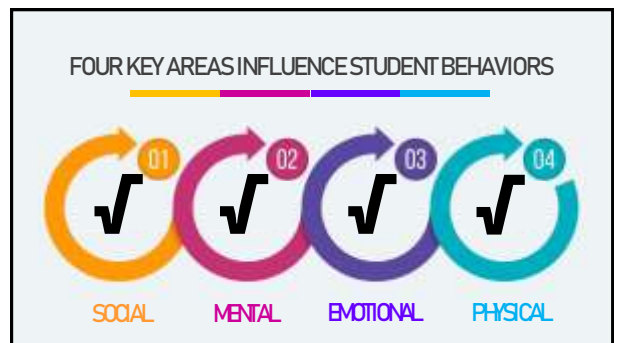 FOUR KEY AREAS INFLUENCE STUDENT BEHAVIORS
01 02 03 04
√ √ √ √
SOCIAL MENTAL EMOTIONAL PHYSICAL